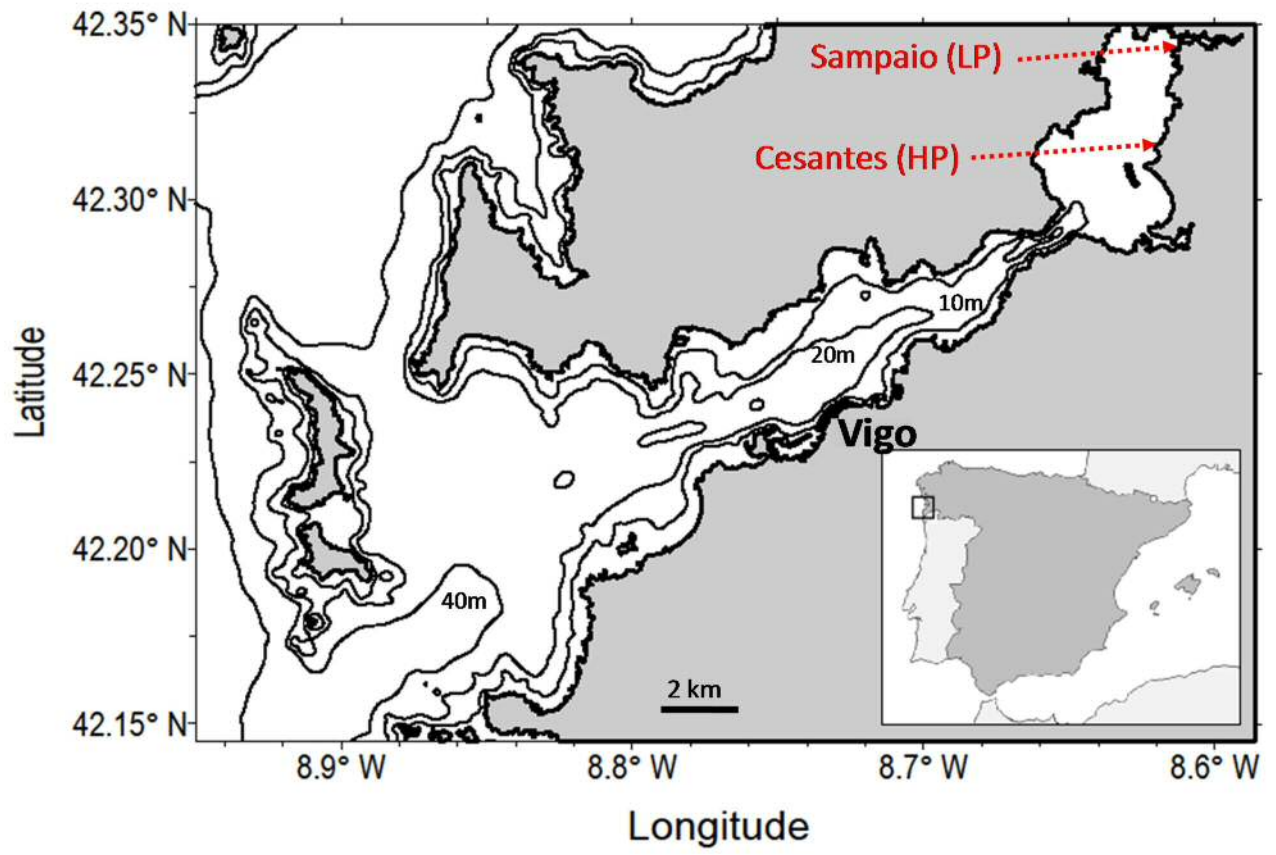 42.35° N
Sampaio (LP)
Cesantes (HP)
42.30° N
10m
20m
42.25° N
Vigo
Latitude
42.20° N
40m
2 km
42.15° N
8.9° W
8.8° W
8.7° W
8.6° W
Longitude